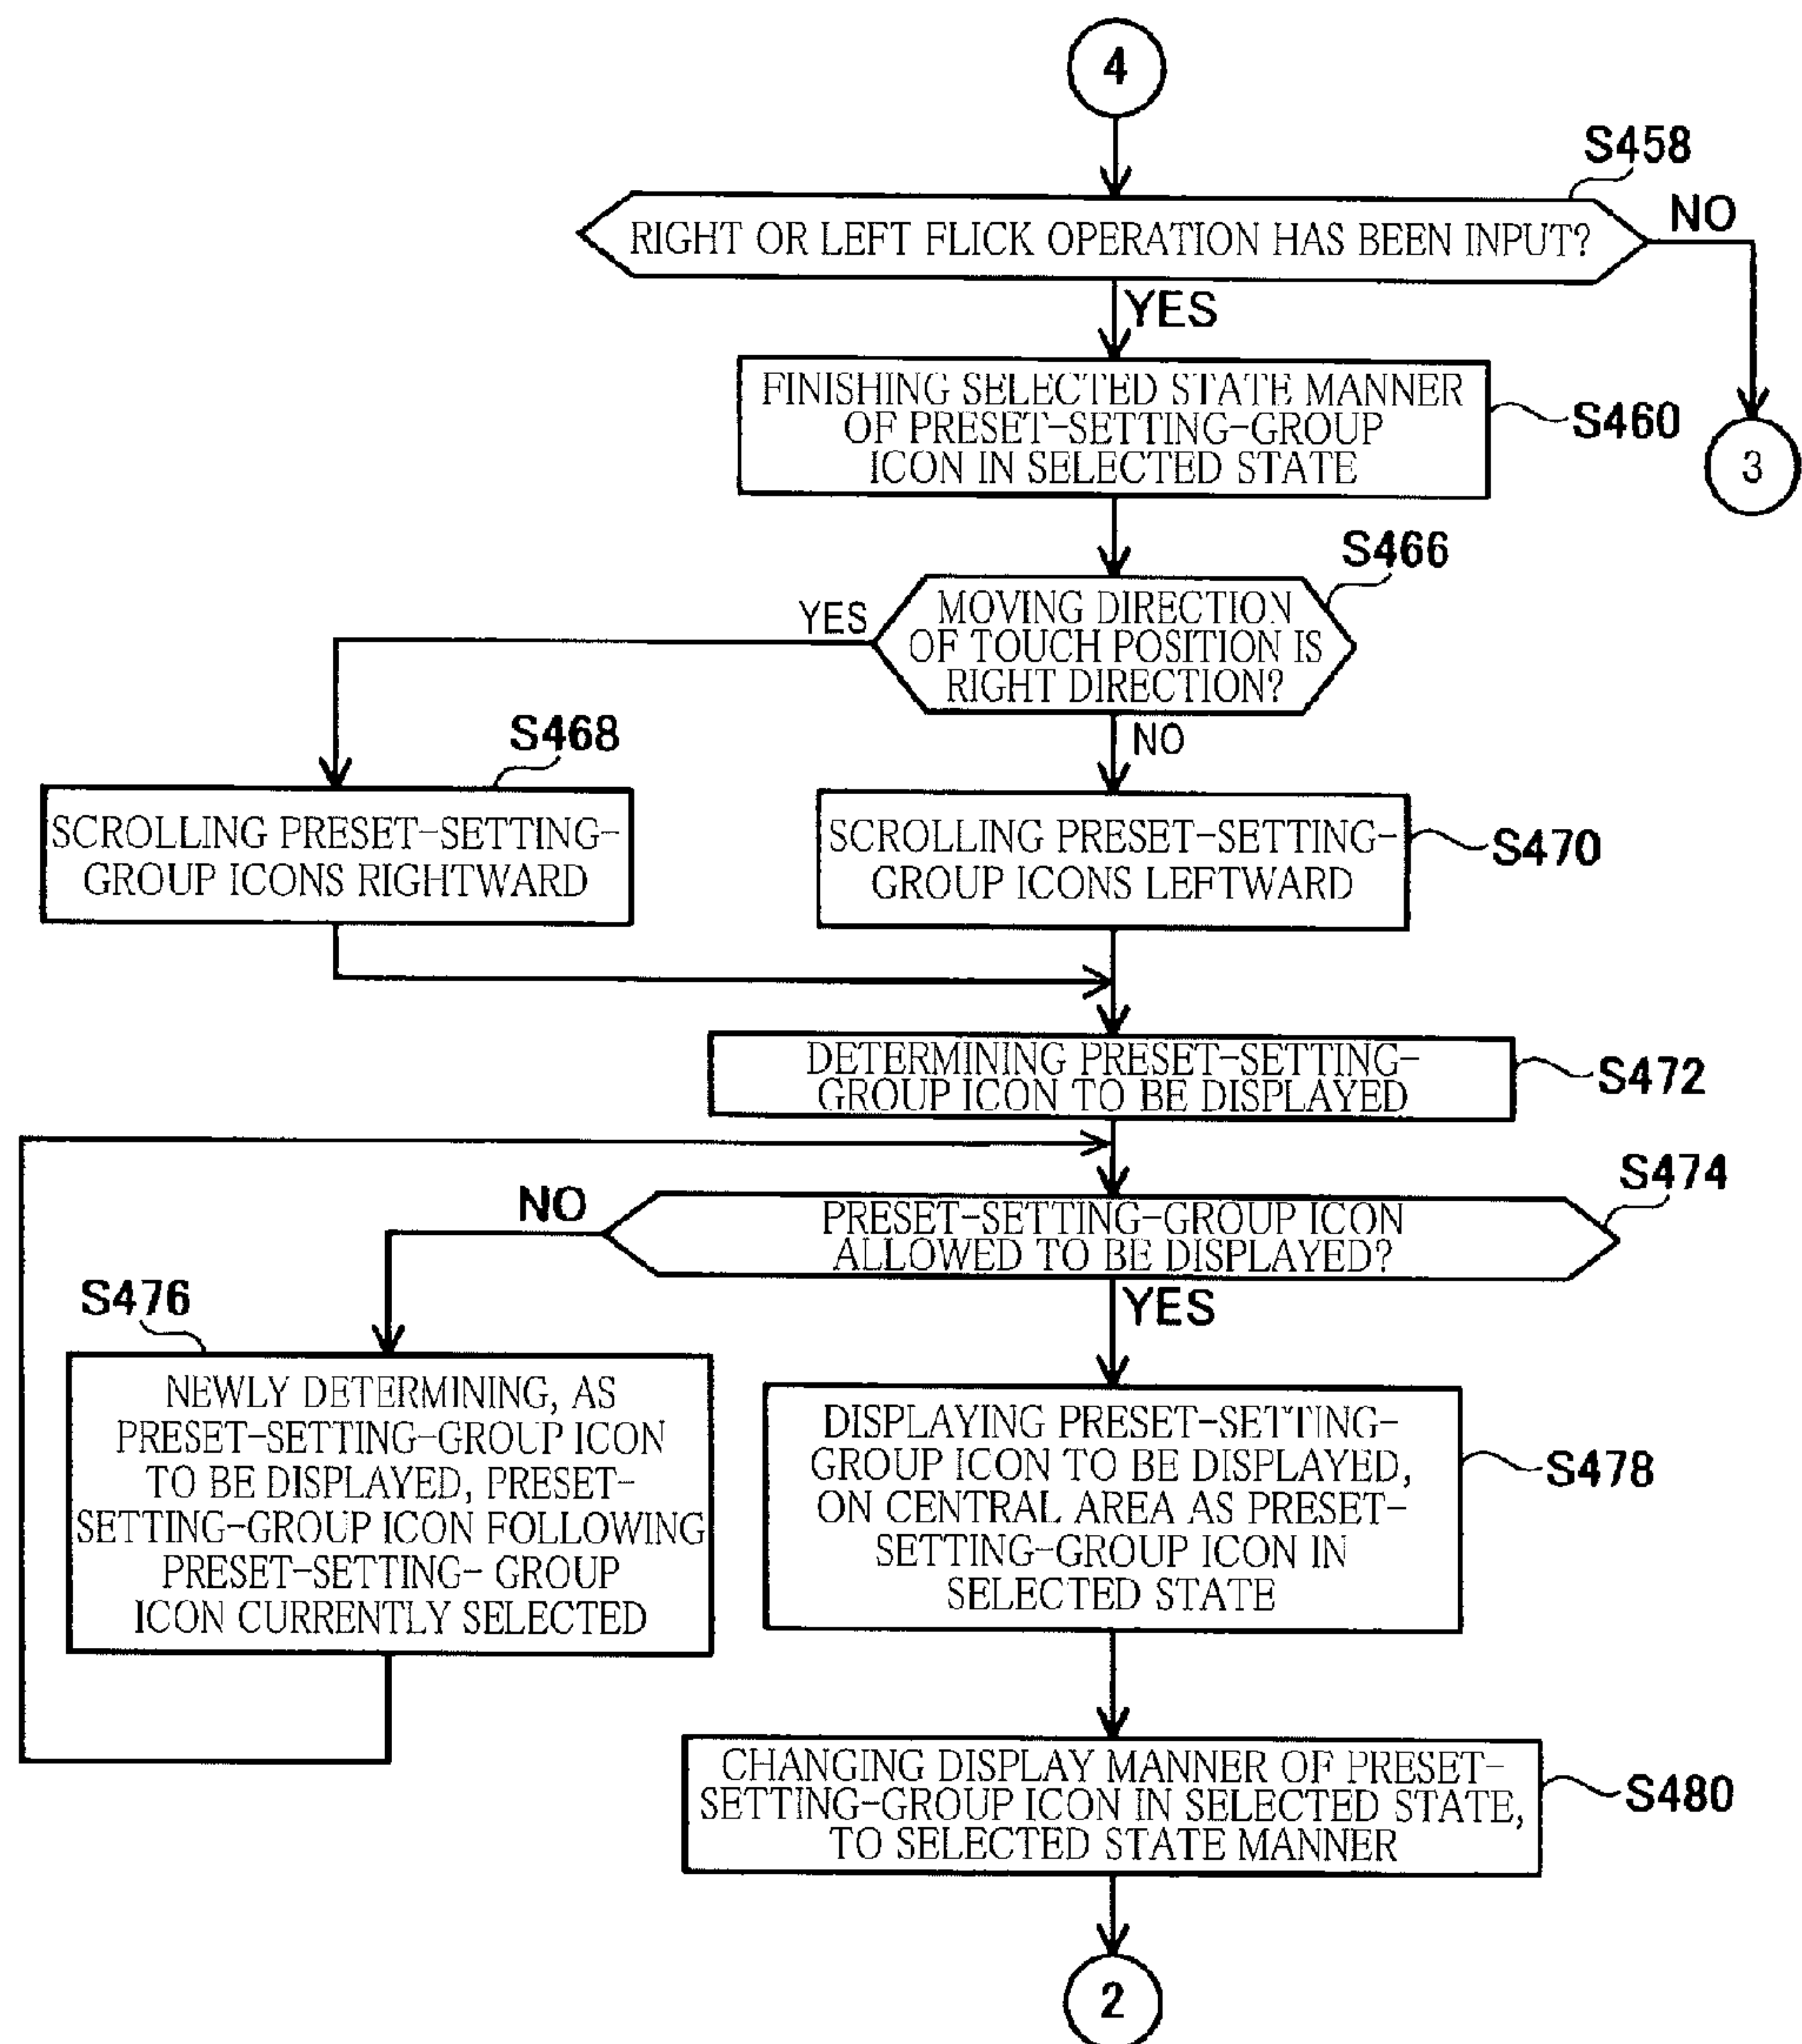 4
S458
RIGHT OR LEFT FLICK OPERATION HAS BEEN INPUT?
NO
YES
FINISHING SELECTED STATE MANNER
OF PRESET-SETTING-GROUP
ICON IN SELECTED STATE
S460
3
S466
MOVING DIRECTION
OF TOUCH POSITION IS
RIGHT DIRECTION?
YES
NO
S468
SCROLLING PRESET-SETTING-
GROUP ICONS RIGHTWARD
SCROLLING PRESET-SETTING-
GROUP ICONS LEFTWARD
S470
DETERMINING PRESET-SETTING-
GROUP ICON TO BE DISPLAYED
S472
S474
PRESET-SETTING-GROUP ICON
ALLOWED TO BE DISPLAYED?
NO
YES
S476
NEWLY DETERMINING, AS
PRESET-SETTING-GROUP ICON
TO BE DISPLAYED, PRESET-
SETTING-GROUP ICON FOLLOWING
PRESET-SETTING- GROUP
ICON CURRENTLY SELECTED
DISPLAYING PRESET-SETTING-
GROUP ICON TO BE DISPLAYED,
ON CENTRAL AREA AS PRESET-
SETTING-GROUP ICON IN
SELECTED STATE
S478
CHANGING DISPLAY MANNER OF PRESET-
SETTING-GROUP ICON IN SELECTED STATE,
TO SELECTED STATE MANNER
S480
2